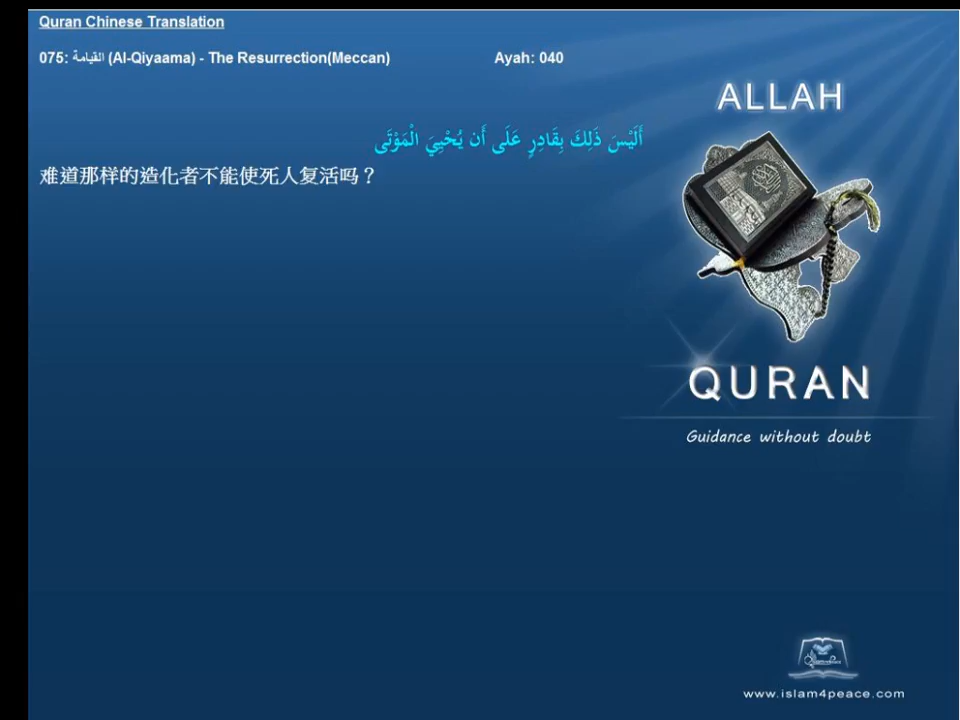 Quran Chinese Translation
075: القيامة (Al-Qiyaama) - The Resurrection(Meccan) Ayah: 040
أَلَيْسَ ذَلِكَ بِقَادِرٍ عَلَى أَن يُحْيِيَ الْمَوْتَى
难道那样的造化者不能使死人复活吗？
ALLAH
QURAN
Guidance without doubt
www.islam4peace.com